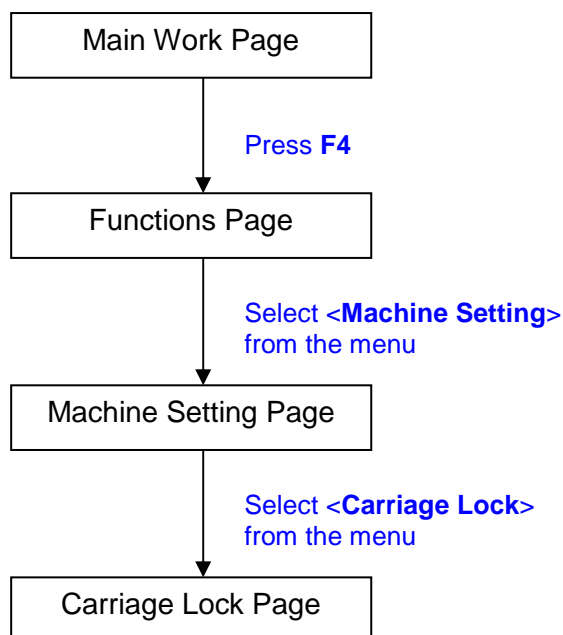 Main Work Page
Press F4
Functions Page
Select <Machine Setting>
from the menu
Machine Setting Page
Select <Carriage Lock>
from the menu
Carriage Lock Page